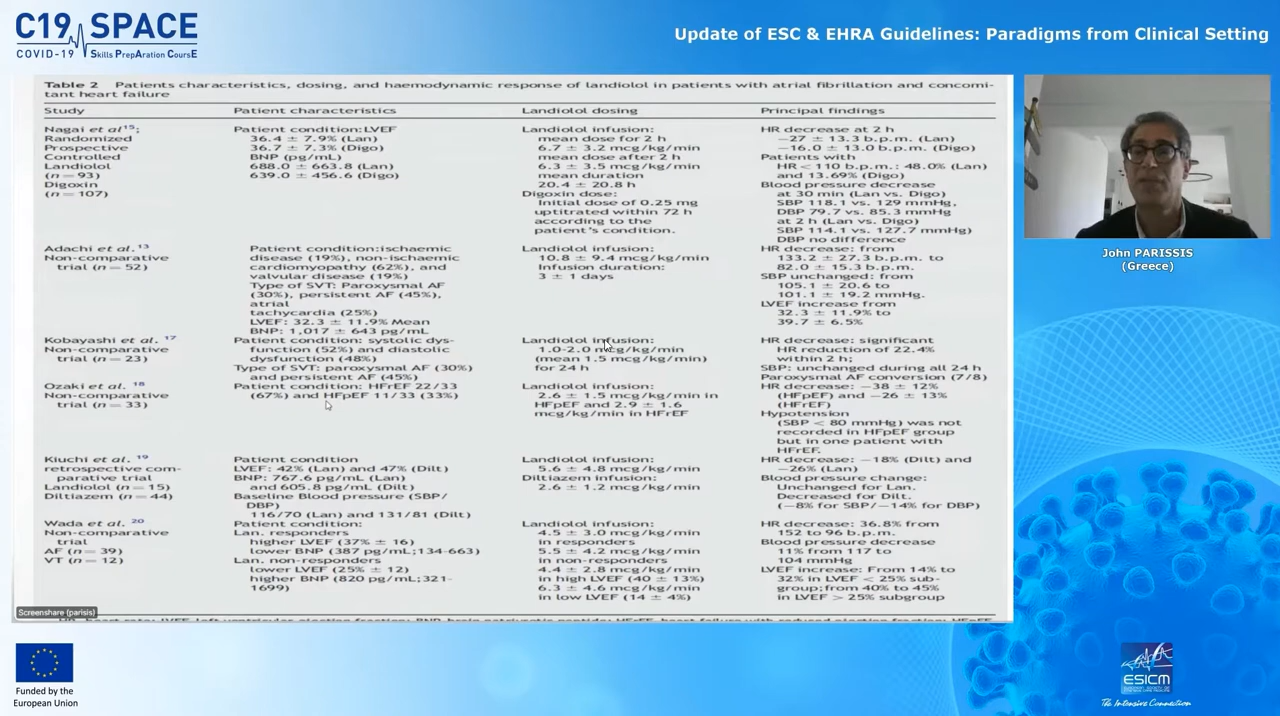 C19 SPACE
COVID-19 Skills PrepAration CoursE
Update of ESC & EHRA Guidelines: Paradigms from Clinical Setting
Table 2 Patients characteristics, dosing, and haemodynamic response of landiolol in patients with atrial fibrillation and concomi-
tant heart failure
Study Patient characteristics Landiolol dosing Principal findings
Nagai et al15;
Randomized
Prospective
Controlled
Landiolol
(n = 93)
Digoxin
(n = 107)
Patient condition:LVEF
36.4 ± 7.9% (Lan)
36.7 ± 7.3% (Digo)
BNP (pg/mL)
688.0 ± 663.8 (Lan)
639.0 ± 456.6 (Digo)
Landiolol infusion:
mean dose for 2 h
6.7 ± 3.2 mcg/kg/min
mean dose after 2 h
6.3 ± 3.5 mcg/kg/min
mean duration
20.4 ± 20.8 h
Digoxin dose:
Initial dose of 0.25 mg
uptitrated within 72 h
according to the
patient's condition.
HR decrease at 2 h
−27 ± 13.3 b.p.m. (Lan)
−16.0 ± 13.0 b.p.m. (Digo)
Patients with
HR < 110 b.p.m.: 48.0% (Lan)
and 13.69% (Digo)
Blood pressure decrease
at 30 min (Lan vs. Digo)
SBP 118.1 vs. 129 mmHg,
DBP 79.7 vs. 85.3 mmHg
at 2 h (Lan vs. Digo)
SBP 114.1 vs. 127.7 mmHg)
DBP no difference
Adachi et al.13
Non-comparative
trial (n = 52)
Patient condition:ischaemic
disease (19%), non-ischaemic
cardiomyopathy (62%), and
valvular disease (19%)
Type of SVT: Paroxysmal AF
(30%), persistent AF (45%),
atrial
tachycardia (25%)
LVEF: 32.3 ± 11.9% Mean
BNP: 1,017 ± 643 pg/mL
Landiolol infusion:
10.8 ± 9.4 mcg/kg/min
Infusion duration:
3 ± 1 days
HR decrease: from
133.2 ± 27.3 b.p.m. to
82.0 ± 15.3 b.p.m.
SBP unchanged: from
105.1 ± 20.6 to
101.1 ± 19.2 mmHg.
LVEF increase from
32.3 ± 11.9% to
39.7 ± 6.5%
Kobayashi et al. 17
Non-comparative
trial (n = 23)
Patient condition: systolic dys-
function (52%) and diastolic
dysfunction (48%)
Type of SVT: paroxysmal AF (30%)
and persistent AF (45%)
Landiolol infusion:
1.0-2.0 mcg/kg/min
(mean 1.5 mcg/kg/min)
for 24 h
HR decrease: significant
HR reduction of 22.4%
within 2 h;
SBP: unchanged during all 24 h
Paroxysmal AF conversion (7/8)
Ozaki et al. 18
Non-comparative
trial (n = 33)
Patient condition: HFrEF 22/33
(67%) and HFpEF 11/33 (33%)
Landiolol infusion:
2.6 ± 1.5 mcg/kg/min in
HFpEF and 2.9 ± 1.6
mcg/kg/min in HFrEF
HR decrease: −38 ± 12%
(HFpEF) and −26 ± 13%
(HFrEF)
Hypotension
(SBP < 80 mmHg) was not
recorded in HFpEF group
but in one patient with
HFrEF.
Kiuchi et al. 19
retrospective com-
parative trial
Landiolol (n = 15)
Diltiazem (n = 44)
Patient condition
LVEF: 42% (Lan) and 47% (Dilt)
BNP: 767.6 pg/mL (Lan)
and 605.8 pg/mL (Dilt)
Baseline Blood pressure (SBP/
DBP)
116/70 (Lan) and 131/81 (Dilt)
Landiolol infusion:
5.6 ± 4.8 mcg/kg/min
Diltiazem infusion:
2.6 ± 1.2 mcg/kg/min
HR decrease: −18% (Dilt) and
−26% (Lan)
Blood pressure change:
Unchanged for Lan.
Decreased for Dilt.
(−8% for SBP/−14% for DBP)
Wada et al. 20
Non-comparative
trial
AF (n = 39)
VT (n = 12)
Patient condition:
Lan. responders
higher LVEF (37% ± 16)
lower BNP (387 pg/mL;134-663)
Lan. non-responders
lower LVEF (25% ± 12)
higher BNP (820 pg/mL;321-
1699)
Landiolol infusion:
4.5 ± 3.0 mcg/kg/min
in responders
5.5 ± 4.2 mcg/kg/min
in non-responders
4.4 ± 2.8 mcg/kg/min
in high LVEF (40 ± 13%)
6.3 ± 4.6 mcg/kg/min
in low LVEF (14 ± 4%)
HR decrease: 36.8% from
152 to 96 b.p.m.
Blood pressure decrease
11% from 117 to
104 mmHg
LVEF increase: From 14% to
32% in LVEF < 25% sub-
group;from 40% to 45%
in LVEF > 25% subgroup
Screenshare (parisis)
John PARISSIS
(Greece)
Funded by the
European Union
ESICM
The Intensive Connection